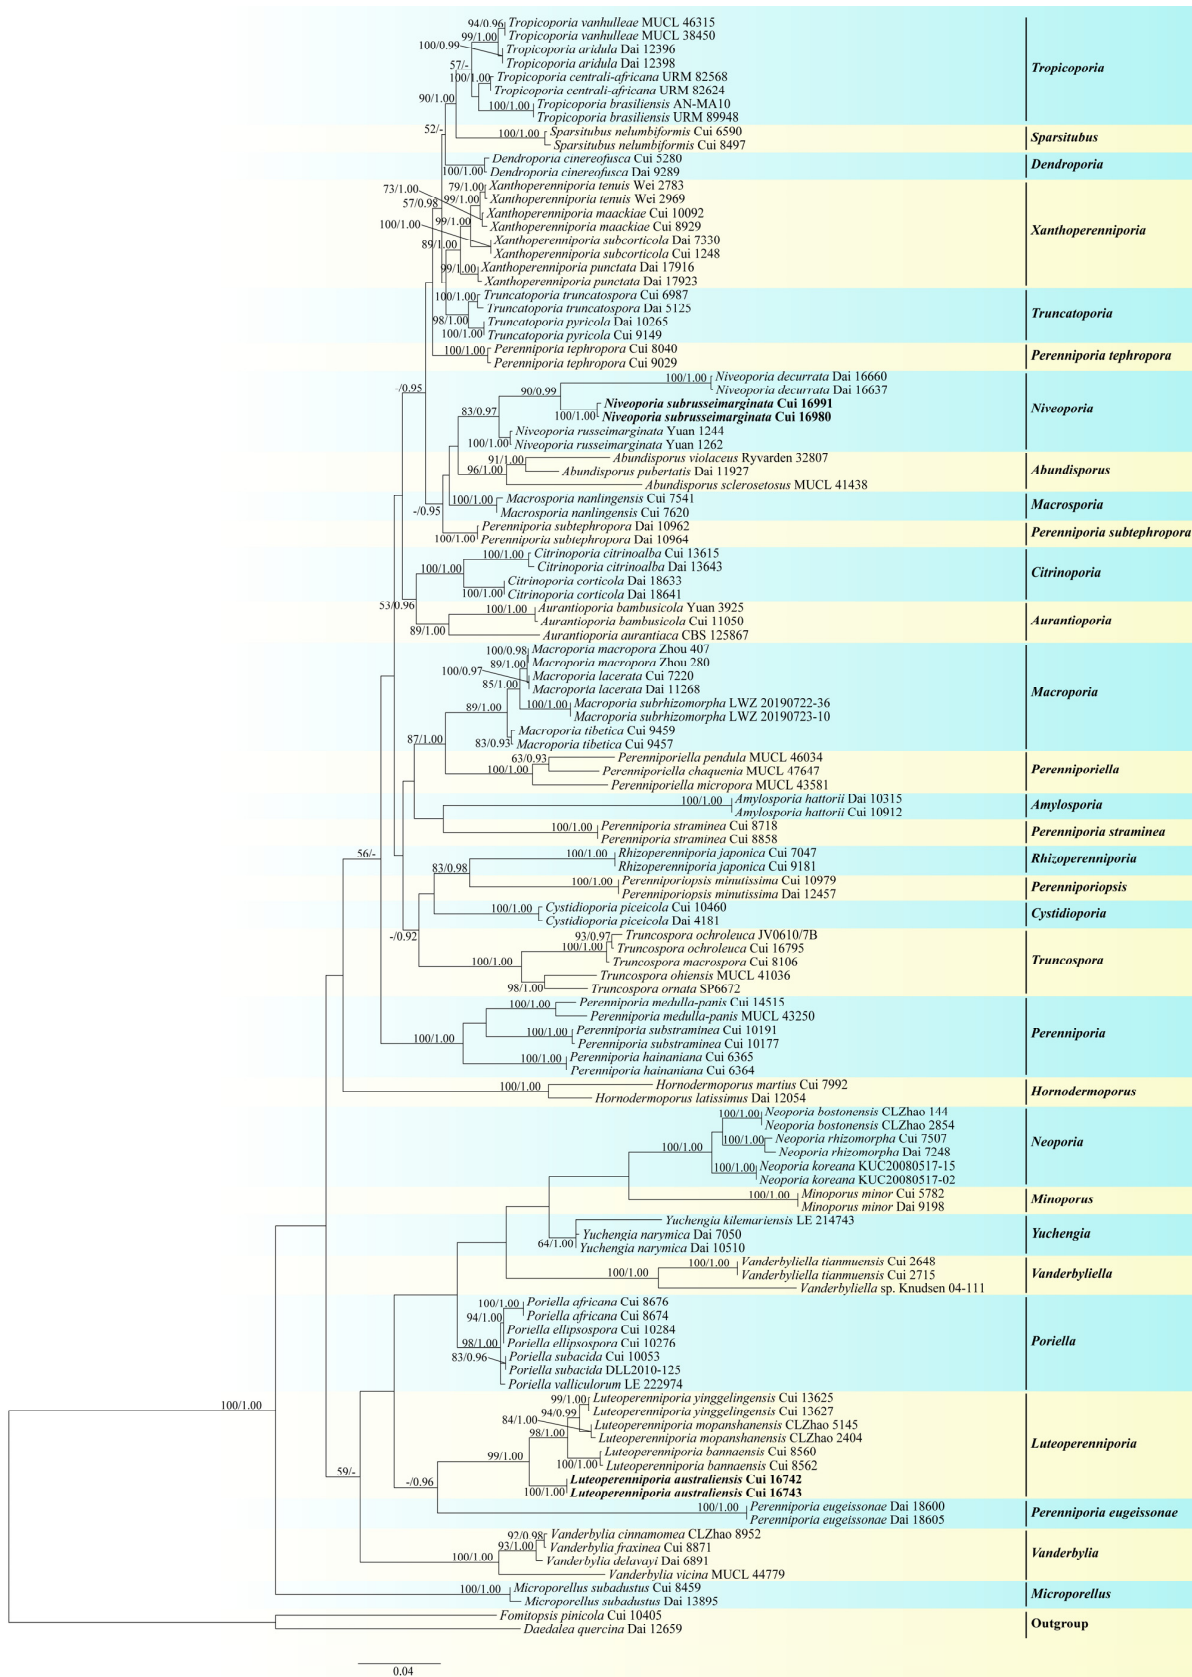 94/0.96
Tropicoporia vanhulleae MUCL 46315
99/1.00
Tropicoporia vanhulleae MUCL 38450
100/0.99
Tropicoporia aridula Dai 12396
Tropicoporia aridula Dai 12398
Tropicoporia
57/-
100/1.00
Tropicoporia centrali-africana URM 82568
Tropicoporia centrali-africana URM 82624
90/1.00
100/1.00
Tropicoporia brasiliensis AN-MA10
Tropicoporia brasiliensis URM 89948
52/-
100/1.00
Sparsitubus nelumbiformis Cui 6590
Sparsitubus nelumbiformis Cui 8497
Sparsitubus
Dendroporia cinereofusca Cui 5280
100/1.00
Dendroporia cinereofusca Dai 9289
Dendroporia
73/1.00
79/1.00
Xanthoperenniporia tenuis Wei 2783
57/0.98
99/1.00
Xanthoperenniporia tenuis Wei 2969
Xanthoperenniporia maackiae Cui 10092
100/1.00
99/1.00
Xanthoperenniporia maackiae Cui 8929
Xanthoperenniporia
Xanthoperenniporia subcorticola Dai 7330
89/1.00
Xanthoperenniporia subcorticola Cui 1248
99/1.00
Xanthoperenniporia punctata Dai 17916
Xanthoperenniporia punctata Dai 17923
100/1.00
Truncatoporia truncatospora Cui 6987
Truncatoporia truncatospora Dai 5125
Truncatoporia
98/1.00
Truncatoporia pyricola Dai 10265
100/1.00
Truncatoporia pyricola Cui 9149
100/1.00
Perenniporia tephropora Cui 8040
Perenniporia tephropora Cui 9029
Perenniporia tephropora
-/0.95
100/1.00
Niveoporia decurrata Dai 16660
90/0.99
Niveoporia decurrata Dai 16637
Niveoporia subrusseimarginata Cui 16991
83/0.97
100/1.00
Niveoporia subrusseimarginata Cui 16980
Niveoporia
Niveoporia russeimarginata Yuan 1244
100/1.00
Niveoporia russeimarginata Yuan 1262
91/1.00
Abundisporus violaceus Ryvarden 32807
96/1.00
Abundisporus pubertatis Dai 11927
Abundisporus
Abundisporus sclerosetosus MUCL 41438
100/1.00
Macrosporia nanlingensis Cui 7541
-/0.95
Macrosporia nanlingensis Cui 7620
Macrosporia
Perenniporia subtephropora Dai 10962
100/1.00
Perenniporia subtephropora Dai 10964
Perenniporia subtephropora
100/1.00
Citrinoporia citrinoalba Cui 13615
100/1.00
Citrinoporia citrinoalba Dai 13643
Citrinoporia
Citrinoporia corticola Dai 18633
100/1.00
Citrinoporia corticola Dai 18641
53/0.96
100/1.00
Aurantioporia bambusicola Yuan 3925
Aurantioporia bambusicola Cui 11050
Aurantioporia
89/1.00
Aurantioporia aurantiaca CBS 125867
100/0.98
Macroporia macropora Zhou 407
89/1.00
Macroporia macropora Zhou 280
100/0.97
Macroporia lacerata Cui 7220
85/1.00
Macroporia lacerata Dai 11268
Macroporia
100/1.00
Macroporia subrhizomorpha LWZ 20190722-36
89/1.00
Macroporia subrhizomorpha LWZ 20190723-10
Macroporia tibetica Cui 9459
87/1.00
83/0.93
Macroporia tibetica Cui 9457
63/0.93
Perenniporiella pendula MUCL 46034
100/1.00
Perenniporiella chaquenia MUCL 47647
Perenniporiella
Perenniporiella micropora MUCL 43581
100/1.00
Amylosporia hattorii Dai 10315
Amylosporia hattorii Cui 10912
Amylosporia
100/1.00
Perenniporia straminea Cui 8718
Perenniporia straminea Cui 8858
Perenniporia straminea
56/-
100/1.00
Rhizoperenniporia japonica Cui 7047
83/0.98
Rhizoperenniporia japonica Cui 9181
Rhizoperenniporia
100/1.00
Perenniporiopsis minutissima Cui 10979
Perenniporiopsis minutissima Dai 12457
Perenniporiopsis
100/1.00
Cystidioporia piceicola Cui 10460
Cystidioporia piceicola Dai 4181
Cystidioporia
-/0.92
93/0.97
Truncospora ochroleuca JV0610/7B
100/1.00
Truncospora ochroleuca Cui 16795
100/1.00
Truncospora macrospora Cui 8106
Truncospora
Truncospora ohiensis MUCL 41036
98/1.00
Truncospora ornata SP6672
100/1.00
Perenniporia medulla-panis Cui 14515
Perenniporia medulla-panis MUCL 43250
100/1.00
100/1.00
Perenniporia substraminea Cui 10191
Perenniporia
Perenniporia substraminea Cui 10177
100/1.00
Perenniporia hainaniana Cui 6365
Perenniporia hainaniana Cui 6364
100/1.00
Hornodermoporus martius Cui 7992
Hornodermoporus latissimus Dai 12054
Hornodermoporus
100/1.00
Neoporia bostonensis CLZhao 144
Neoporia bostonensis CLZhao 2854
100/1.00
100/1.00
Neoporia rhizomorpha Cui 7507
Neoporia
Neoporia rhizomorpha Dai 7248
100/1.00
Neoporia koreana KUC20080517-15
Neoporia koreana KUC20080517-02
100/1.00
Minoporus minor Cui 5782
Minoporus minor Dai 9198
Minoporus
Yuchengia kilemariensis LE 214743
Yuchengia narymica Dai 7050
Yuchengia
64/1.00
Yuchengia narymica Dai 10510
100/1.00
Vanderbyliella tianmuensis Cui 2648
100/1.00
Vanderbyliella tianmuensis Cui 2715
Vanderbyliella
Vanderbyliella sp. Knudsen 04-111
100/1.00
Poriella africana Cui 8676
94/1.00
Poriella africana Cui 8674
Poriella ellipsospora Cui 10284
98/1.00
Poriella ellipsospora Cui 10276
Poriella
83/0.96
Poriella subacida Cui 10053
Poriella subacida DLL2010-125
Poriella valliculorum LE 222974
100/1.00
99/1.00
Luteoperenniporia yinggelingensis Cui 13625
94/0.99
Luteoperenniporia yinggelingensis Cui 13627
84/1.00
Luteoperenniporia mopanshanensis CLZhao 5145
98/1.00
Luteoperenniporia mopanshanensis CLZhao 2404
Luteoperenniporia
99/1.00
Luteoperenniporia bannaensis Cui 8560
100/1.00
Luteoperenniporia bannaensis Cui 8562
59/-
-/0.96
Luteoperenniporia australiensis Cui 16742
100/1.00
Luteoperenniporia australiensis Cui 16743
100/1.00
Perenniporia eugeissonae Dai 18600
Perenniporia eugeissonae Dai 18605
Perenniporia eugeissonae
92/0.98
Vanderbylia cinnamomea CLZhao 8952
93/1.00
Vanderbylia fraxinea Cui 8871
100/1.00
Vanderbylia delavayi Dai 6891
Vanderbylia
Vanderbylia vicina MUCL 44779
100/1.00
Microporellus subadustus Cui 8459
Microporellus subadustus Dai 13895
Microporellus
Fomitopsis pinicola Cui 10405
Daedalea quercina Dai 12659
Outgroup
0.04